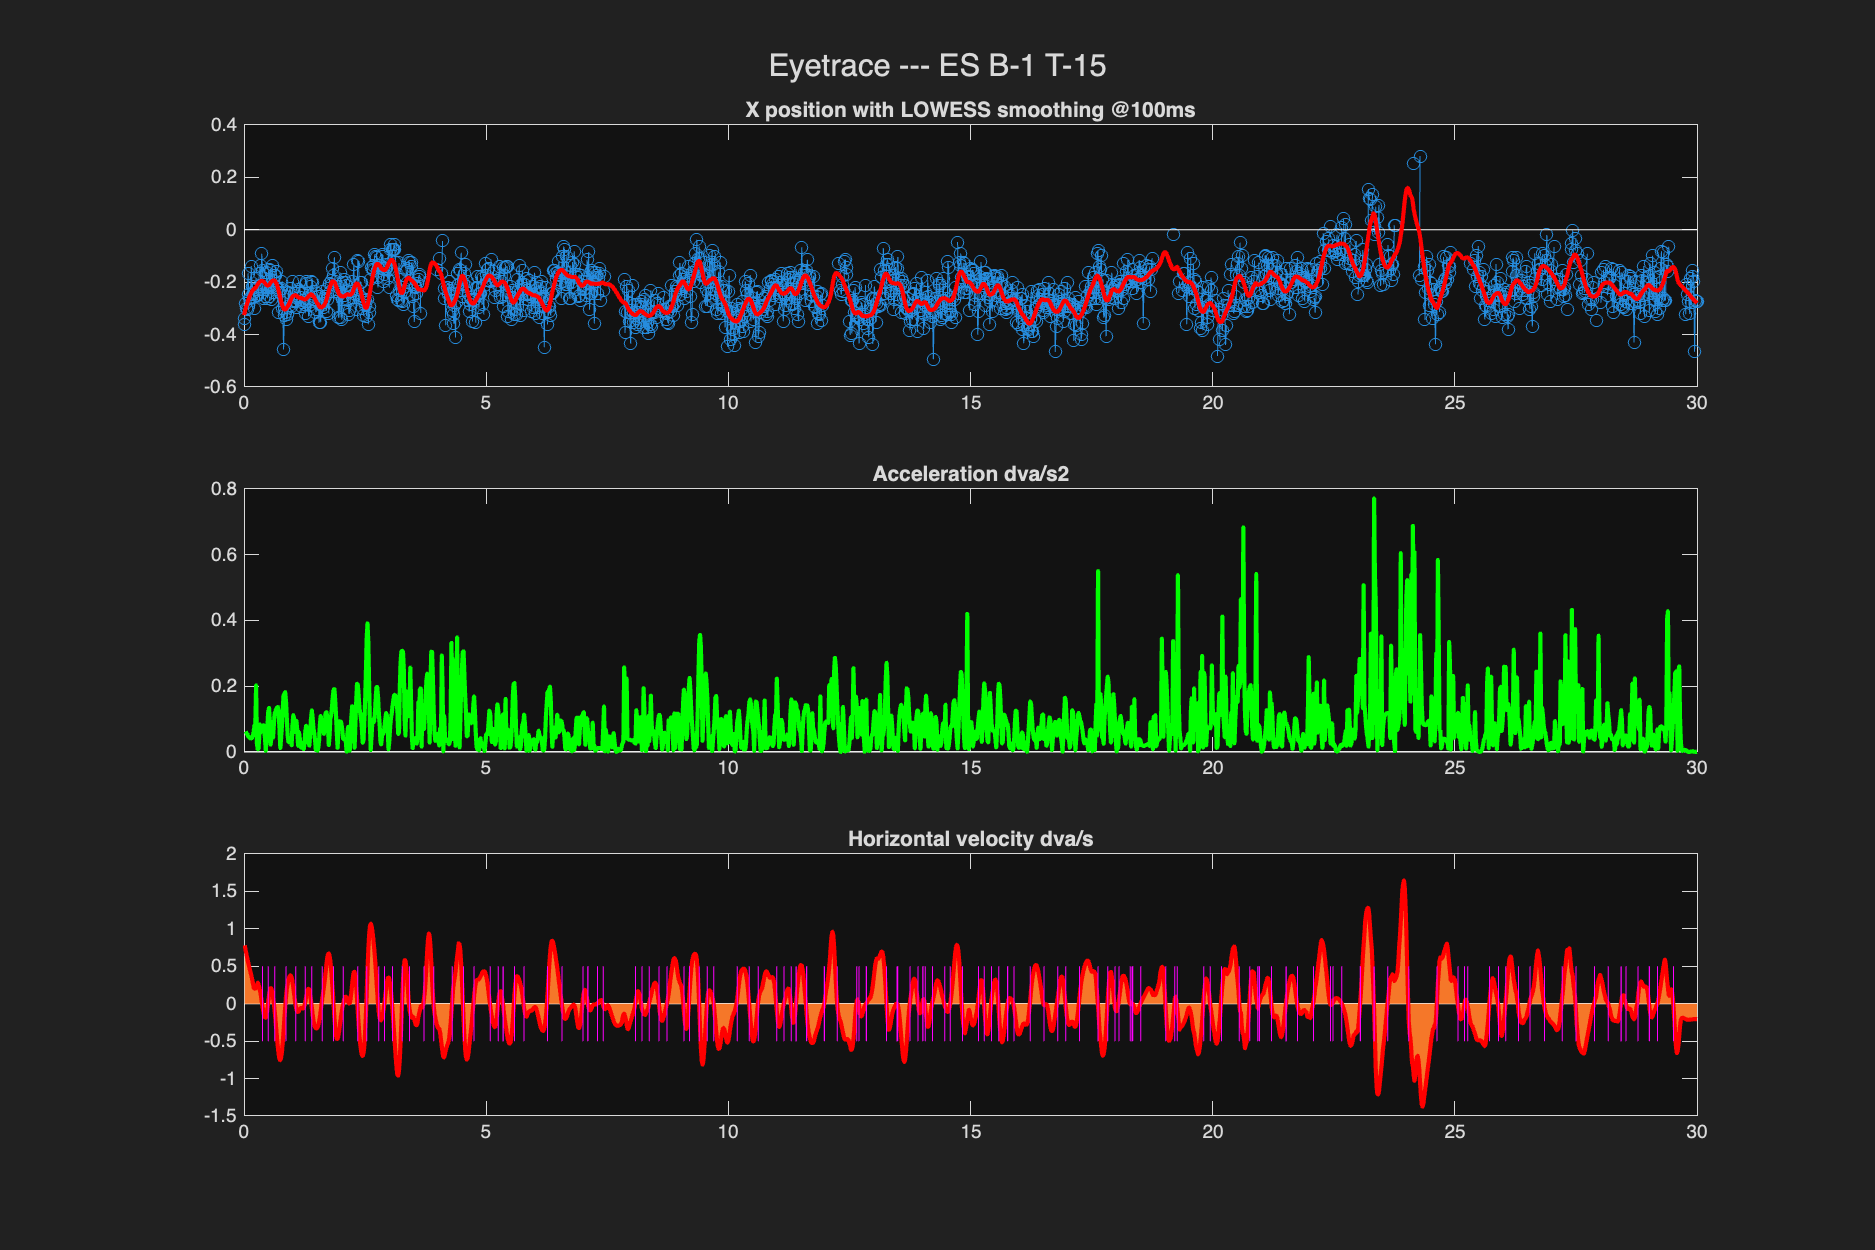 Eyetrace --- ES B-1 T-15
X position with LOWESS smoothing @100ms
0.4
0.2
0
-0.2
-0.4
-0.6
0 5 10 15 20 25 30
Acceleration dva/s2
0.8
0.6
0.4
0.2
0
0 5 10 15 20 25 30
Horizontal velocity dva/s
2
1.5
1
0.5
0
-0.5
-1
-1.5
0 5 10 15 20 25 30